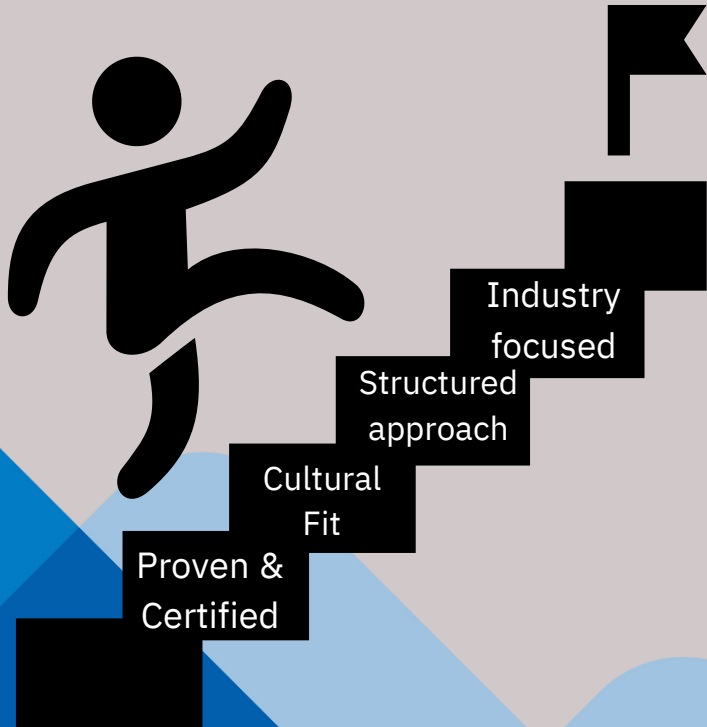 Industry
focused
Structured
approach
Cultural
Fit
Proven &
Certified